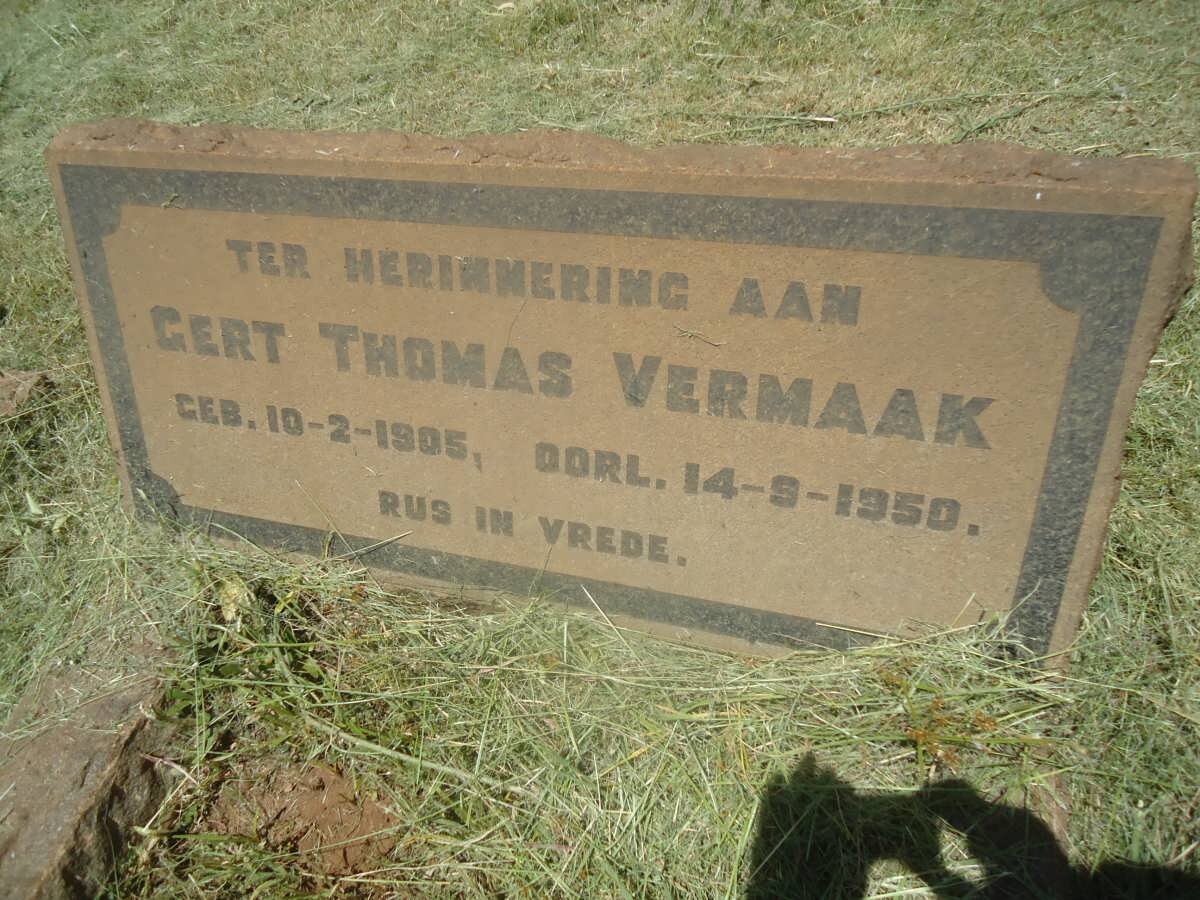 TER HERINNERING AAN
GERT THOMAS VERMAAK
GEB. 10-2-1905, OORL. 14-9-1950.
RUS IN VREDE.